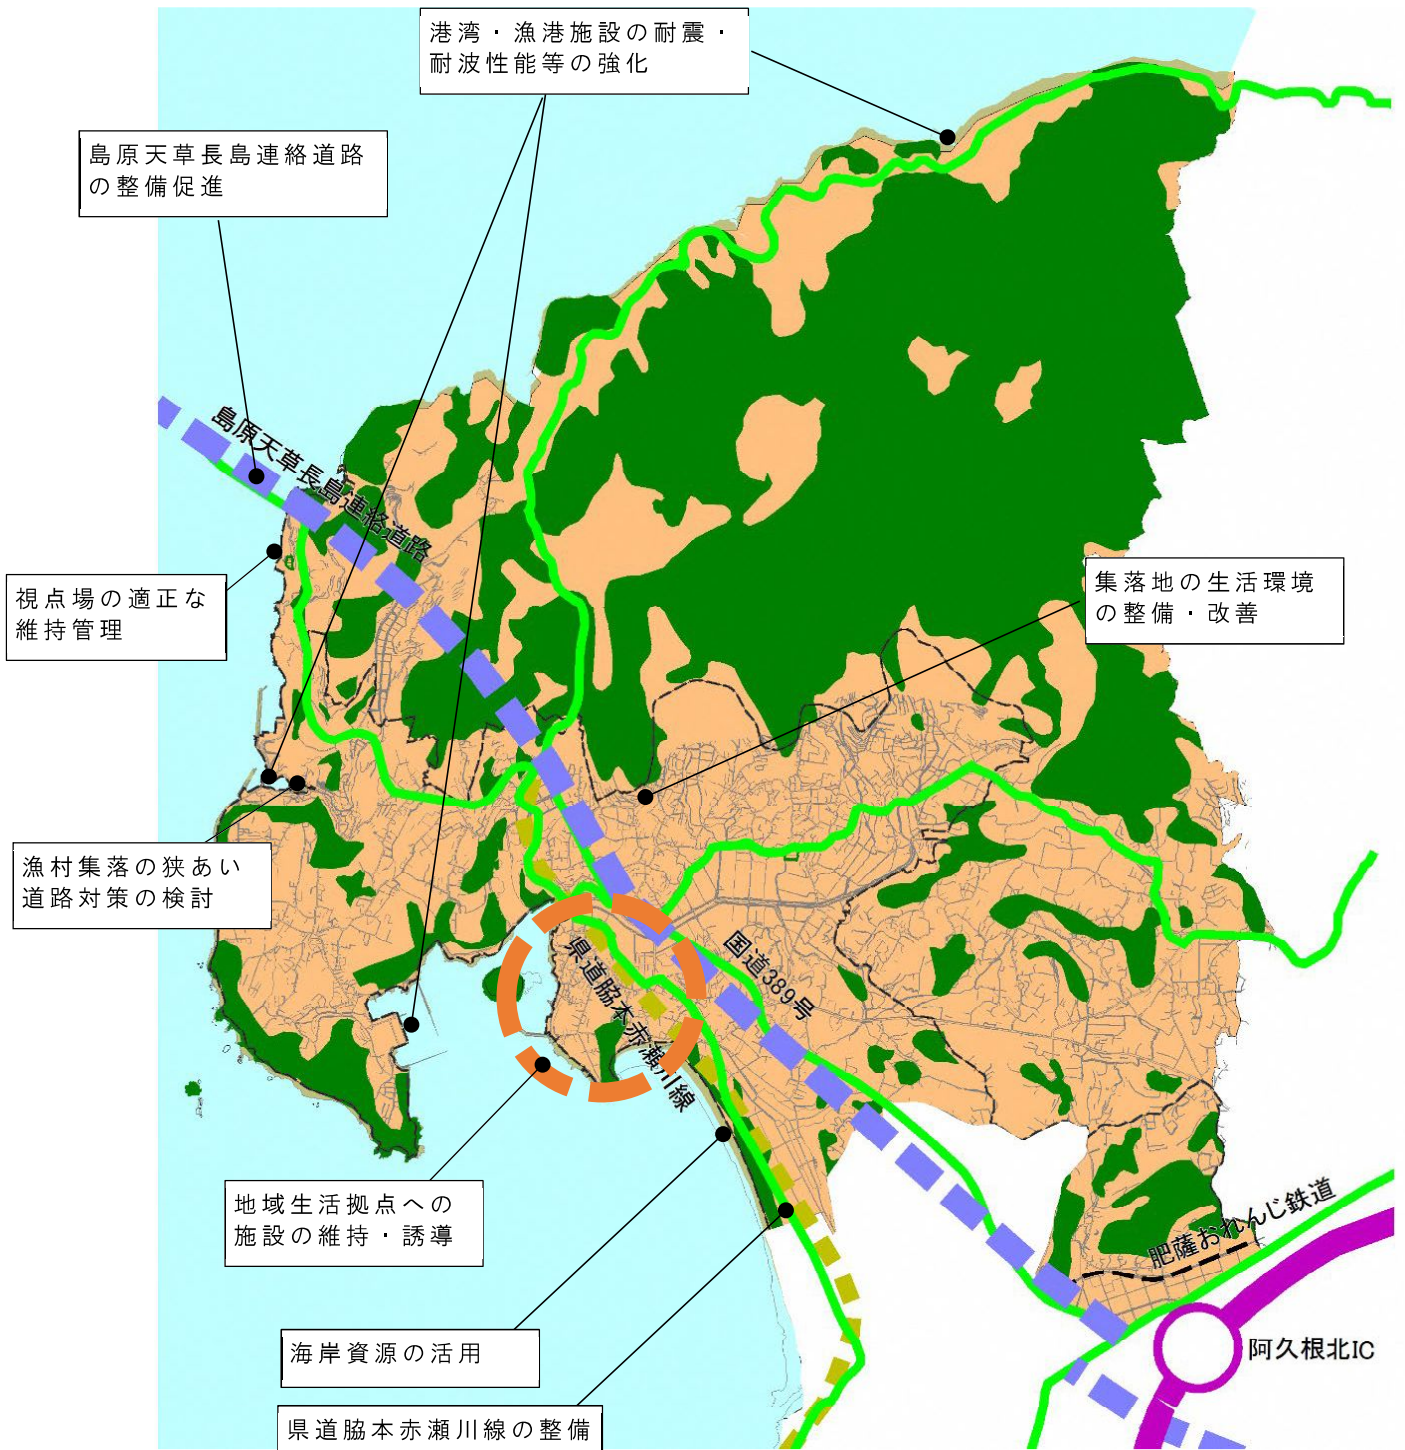 港湾・漁港施設の耐震・
耐波性能等の強化
島原天草長島連絡道路
の整備促進
島原天草長島連絡道路
集落地の生活環境
の整備・改善
視点場の適正な
維持管理
漁村集落の狭あい
道路対策の検討
国道389号
県道脇本赤瀬川線
地域生活拠点への
施設の維持・誘導
肥薩おれんじ鉄道
海岸資源の活用
阿久根北IC
県道脇本赤瀬川線の整備